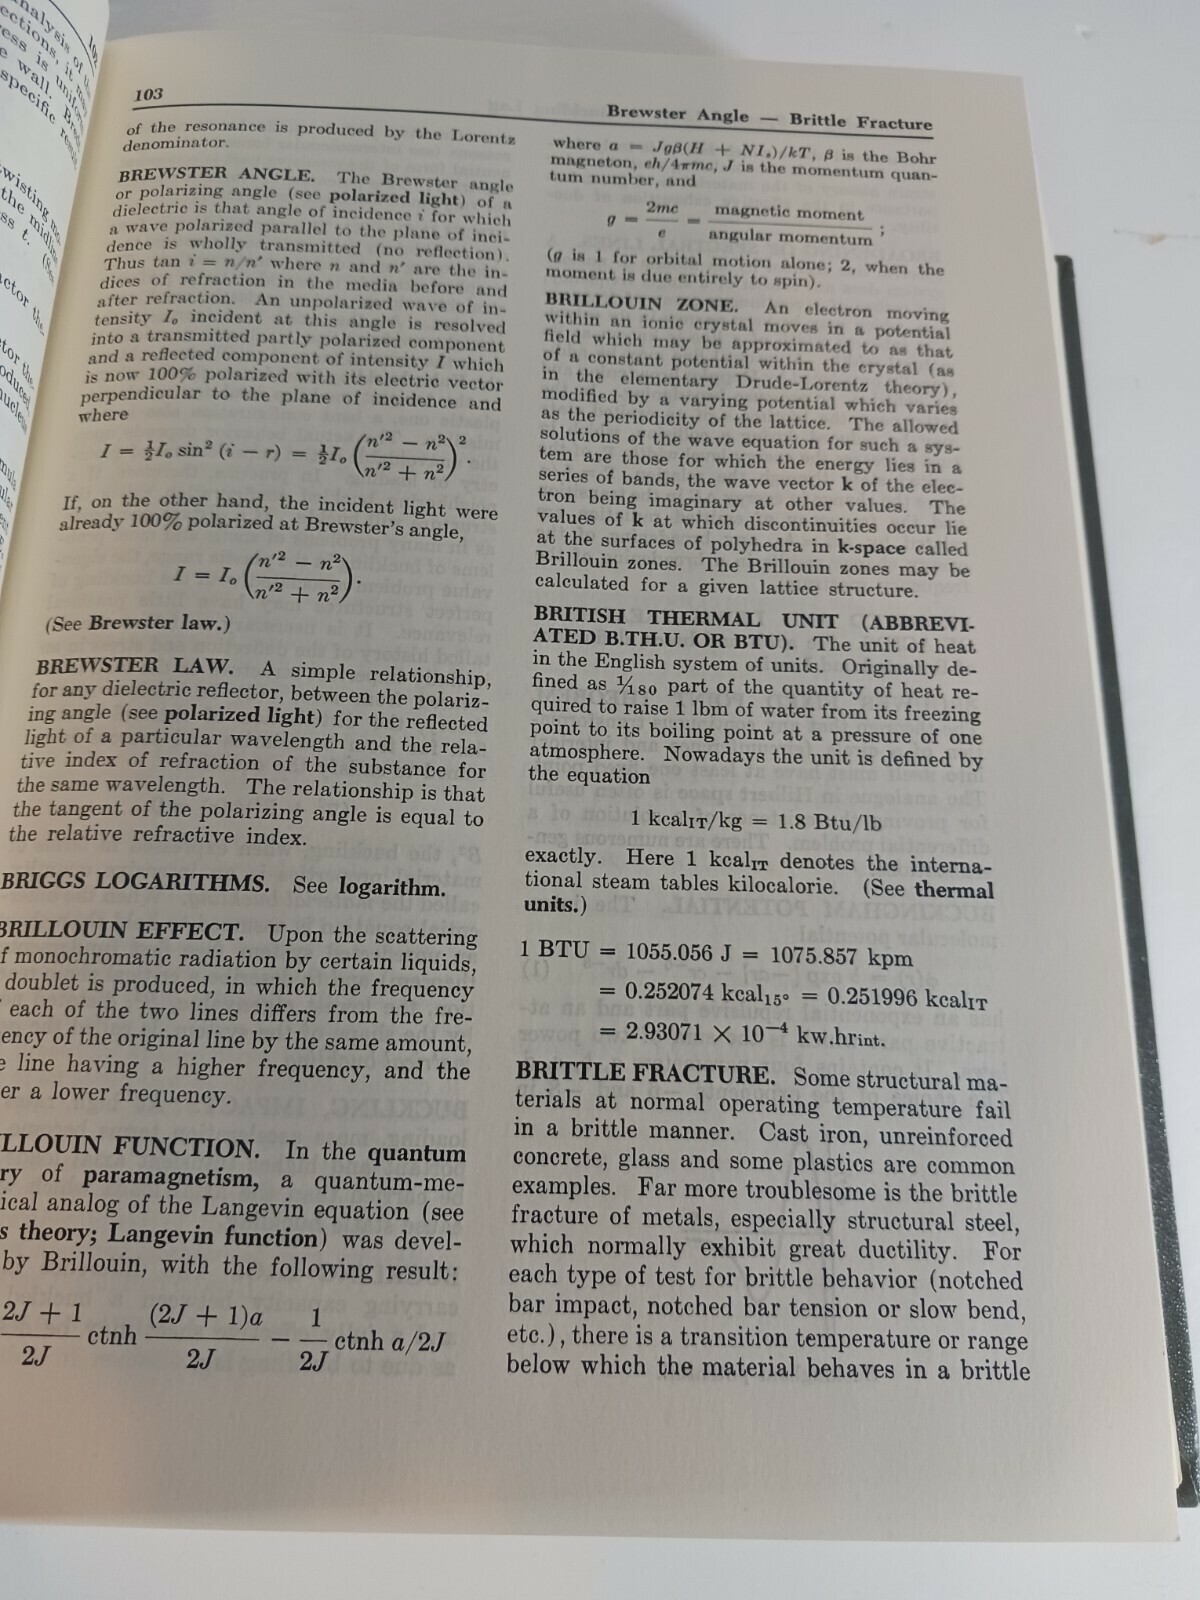 nalysis of the
ections, it may
ess is uniform
e wall.
specific result
wisting mo-
the midline
ss t. (See
103
Brewster Angle — Brittle Fracture
of the resonance is produced by the Lorentz
denominator.
BREWSTER ANGLE. The Brewster angle
or polarizing angle (see polarized light) of a
dielectric is that angle of incidence i for which
a wave polarized parallel to the plane of inci-
dence is wholly transmitted (no reflection).
Thus tan i = n/n′ where n and n′ are the in-
dices of refraction in the media before and
after refraction. An unpolarized wave of in-
tensity I₀ incident at this angle is resolved
into a transmitted partly polarized component
and a reflected component of intensity I which
is now 100% polarized with its electric vector
perpendicular to the plane of incidence and
where
I = ½I₀ sin² (i − r) = ½I₀ ((n′² − n²)/(n′² + n²))².
If, on the other hand, the incident light were
already 100% polarized at Brewster's angle,
I = I₀ ((n′² − n²)/(n′² + n²)).
(See Brewster law.)
BREWSTER LAW. A simple relationship,
for any dielectric reflector, between the polariz-
ing angle (see polarized light) for the reflected
light of a particular wavelength and the rela-
tive index of refraction of the substance for
the same wavelength. The relationship is that
the tangent of the polarizing angle is equal to
the relative refractive index.
BRIGGS LOGARITHMS. See logarithm.
BRILLOUIN EFFECT. Upon the scattering
f monochromatic radiation by certain liquids,
doublet is produced, in which the frequency
each of the two lines differs from the fre-
ency of the original line by the same amount,
e line having a higher frequency, and the
er a lower frequency.
LLOUIN FUNCTION. In the quantum
ry of paramagnetism, a quantum-me-
ical analog of the Langevin equation (see
s theory; Langevin function) was devel-
by Brillouin, with the following result:
(2J + 1)/2J ctnh (2J + 1)a/2J − 1/2J ctnh a/2J
where a = Jgβ(H + NI₀)/kT, β is the Bohr
magneton, eh/4πmc, J is the momentum quan-
tum number, and
g = 2mc/e = magnetic moment/angular momentum ;
(g is 1 for orbital motion alone; 2, when the
moment is due entirely to spin).
BRILLOUIN ZONE. An electron moving
within an ionic crystal moves in a potential
field which may be approximated to as that
of a constant potential within the crystal (as
in the elementary Drude-Lorentz theory),
modified by a varying potential which varies
as the periodicity of the lattice. The allowed
solutions of the wave equation for such a sys-
tem are those for which the energy lies in a
series of bands, the wave vector k of the elec-
tron being imaginary at other values. The
values of k at which discontinuities occur lie
at the surfaces of polyhedra in k-space called
Brillouin zones. The Brillouin zones may be
calculated for a given lattice structure.
BRITISH THERMAL UNIT (ABBREVI-
ATED B.TH.U. OR BTU). The unit of heat
in the English system of units. Originally de-
fined as 1/180 part of the quantity of heat re-
quired to raise 1 lbm of water from its freezing
point to its boiling point at a pressure of one
atmosphere. Nowadays the unit is defined by
the equation
1 kcalIT/kg = 1.8 Btu/lb
exactly. Here 1 kcalIT denotes the interna-
tional steam tables kilocalorie. (See thermal
units.)
1 BTU = 1055.056 J = 1075.857 kpm
= 0.252074 kcal15° = 0.251996 kcalIT
= 2.93071 × 10⁻⁴ kw.hrint.
BRITTLE FRACTURE. Some structural ma-
terials at normal operating temperature fail
in a brittle manner. Cast iron, unreinforced
concrete, glass and some plastics are common
examples. Far more troublesome is the brittle
fracture of metals, especially structural steel,
which normally exhibit great ductility. For
each type of test for brittle behavior (notched
bar impact, notched bar tension or slow bend,
etc.), there is a transition temperature or range
below which the material behaves in a brittle